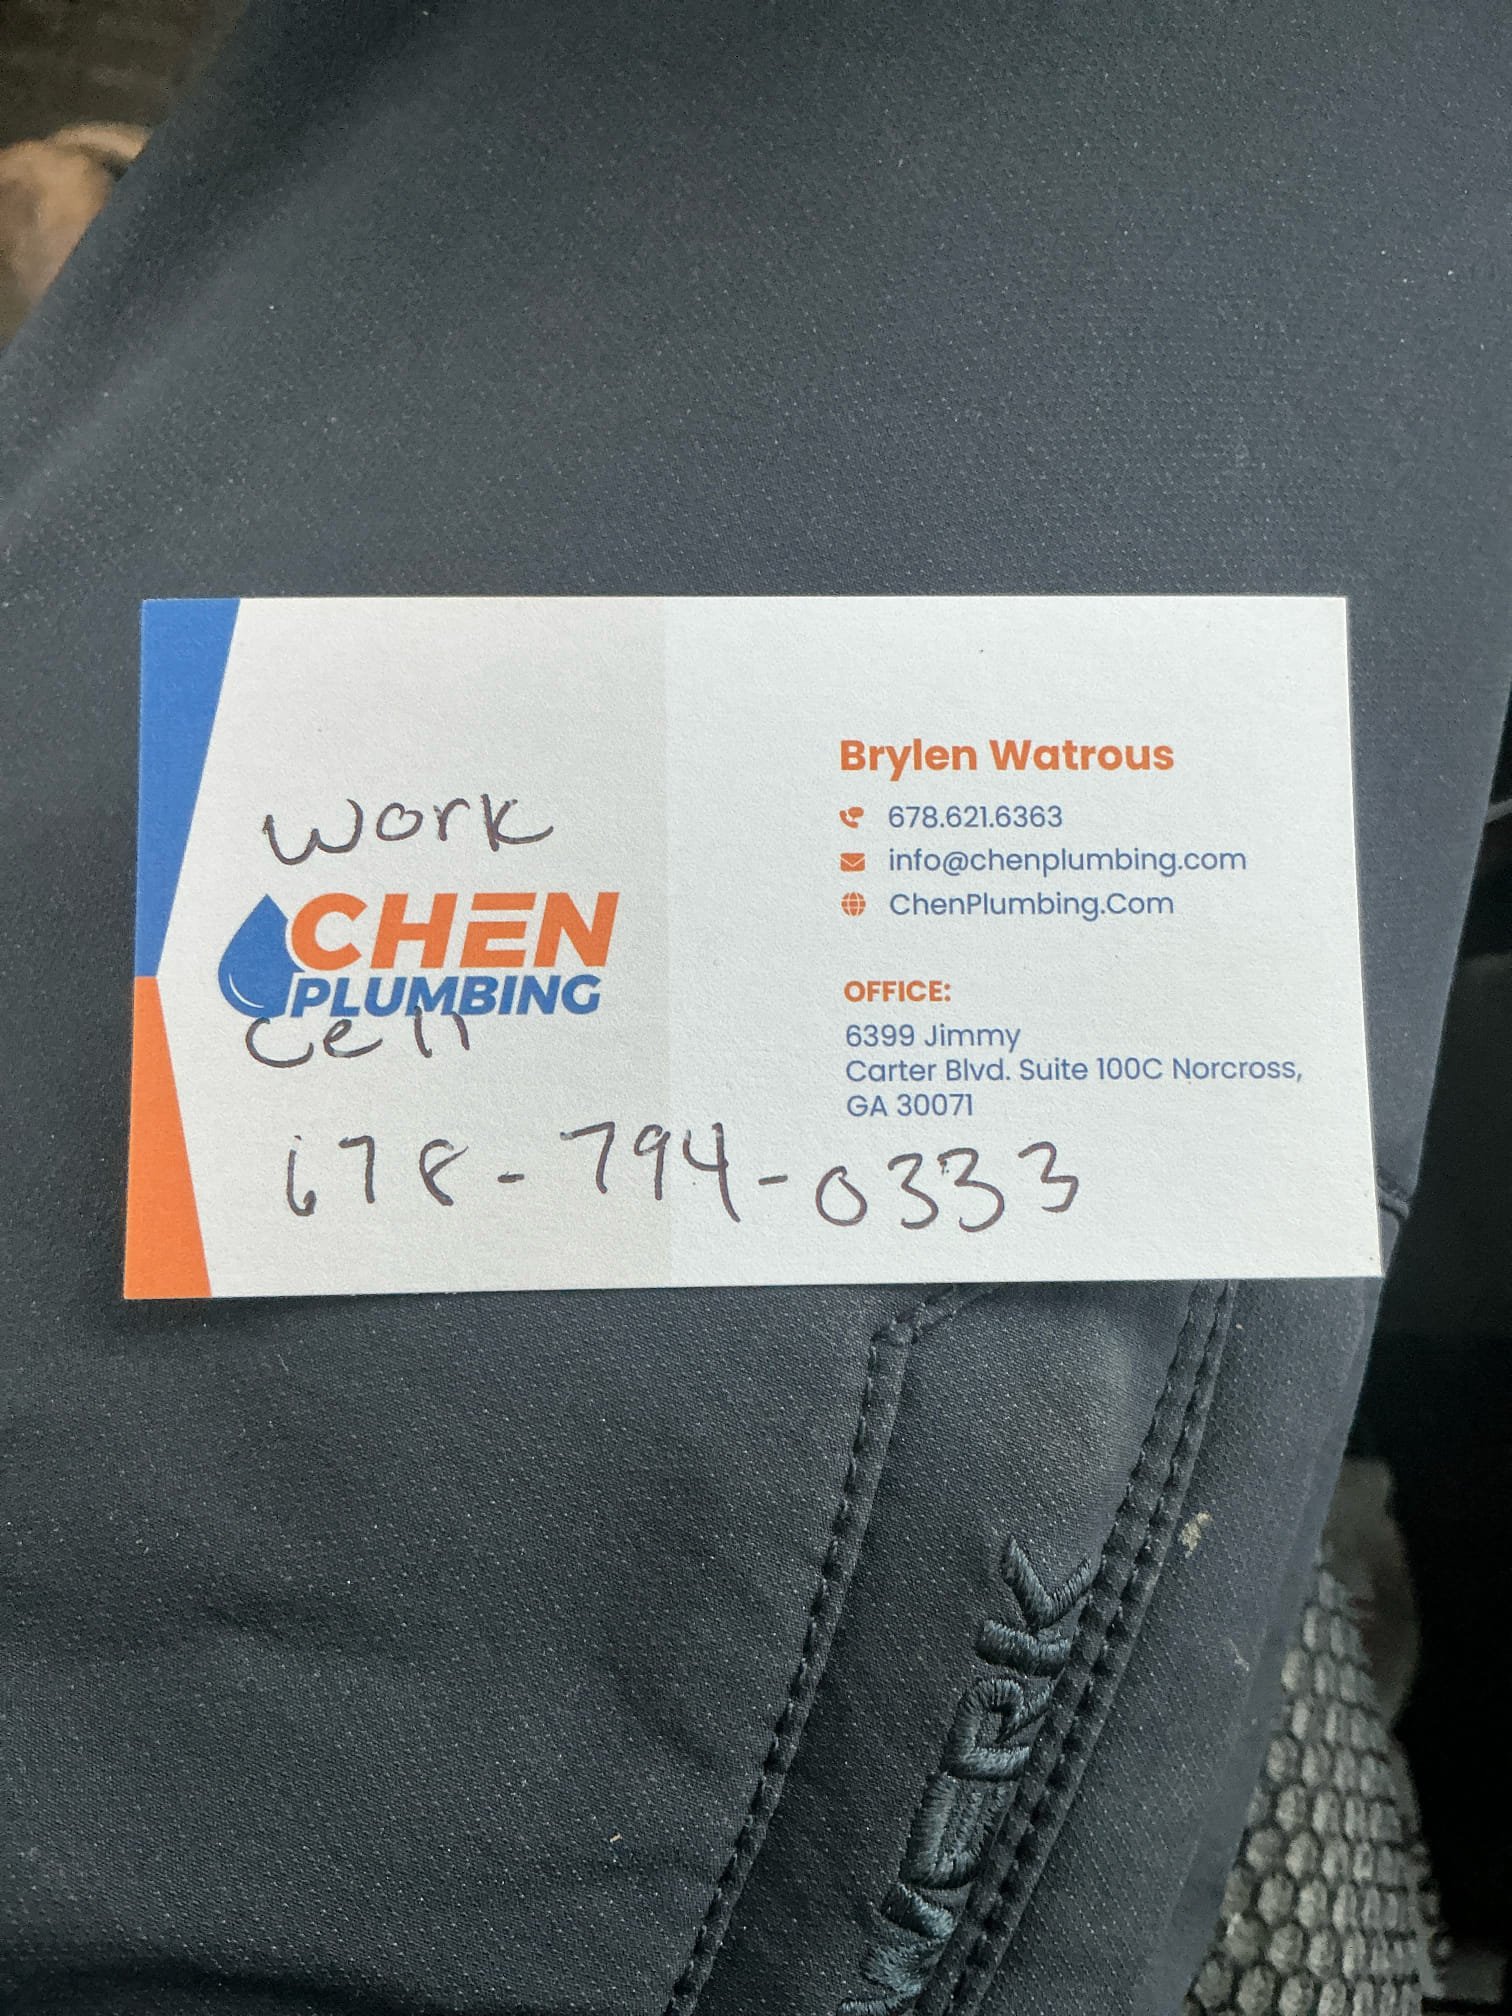 work
CHEN
PLUMBING
cell
678-794-0333
Brylen Watrous
678.621.6363
info@chenplumbing.com
ChenPlumbing.Com
OFFICE:
6399 Jimmy
Carter Blvd. Suite 100C Norcross,
GA 30071
WORK